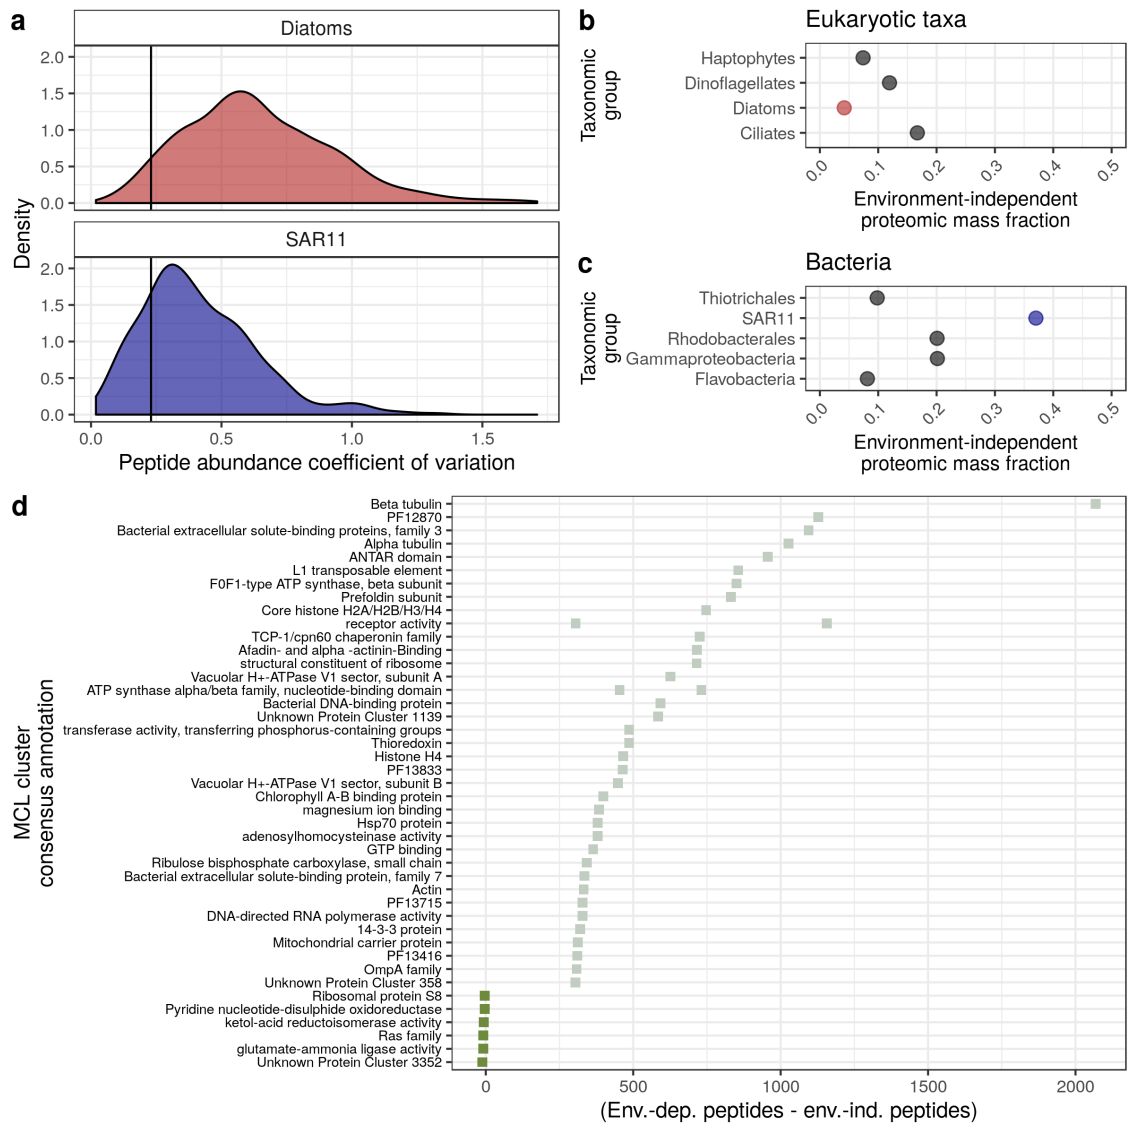 a
Diatoms
2.0
1.5
1.0
0.5
0.0
SAR11
2.0
1.5
1.0
0.5
0.0
Density
0.0 0.5 1.0 1.5
Peptide abundance coefficient of variation
b
Eukaryotic taxa
Taxonomic
group
Haptophytes
Dinoflagellates
Diatoms
Ciliates
0.0 0.1 0.2 0.3 0.4 0.5
Environment-independent
proteomic mass fraction
c
Bacteria
Taxonomic
group
Thiotrichales
SAR11
Rhodobacterales
Gammaproteobacteria
Flavobacteria
0.0 0.1 0.2 0.3 0.4 0.5
Environment-independent
proteomic mass fraction
d
MCL cluster
consensus annotation
Beta tubulin
PF12870
Bacterial extracellular solute-binding proteins, family 3
Alpha tubulin
ANTAR domain
L1 transposable element
F0F1-type ATP synthase, beta subunit
Prefoldin subunit
Core histone H2A/H2B/H3/H4
receptor activity
TCP-1/cpn60 chaperonin family
Afadin- and alpha -actinin-Binding
structural constituent of ribosome
Vacuolar H+-ATPase V1 sector, subunit A
ATP synthase alpha/beta family, nucleotide-binding domain
Bacterial DNA-binding protein
Unknown Protein Cluster 1139
transferase activity, transferring phosphorus-containing groups
Thioredoxin
Histone H4
PF13833
Vacuolar H+-ATPase V1 sector, subunit B
Chlorophyll A-B binding protein
magnesium ion binding
Hsp70 protein
adenosylhomocysteinase activity
GTP binding
Ribulose bisphosphate carboxylase, small chain
Bacterial extracellular solute-binding protein, family 7
Actin
PF13715
DNA-directed RNA polymerase activity
14-3-3 protein
Mitochondrial carrier protein
PF13416
OmpA family
Unknown Protein Cluster 358
Ribosomal protein S8
Pyridine nucleotide-disulphide oxidoreductase
ketol-acid reductoisomerase activity
Ras family
glutamate-ammonia ligase activity
Unknown Protein Cluster 3352
0 500 1000 1500 2000
(Env.-dep. peptides - env.-ind. peptides)